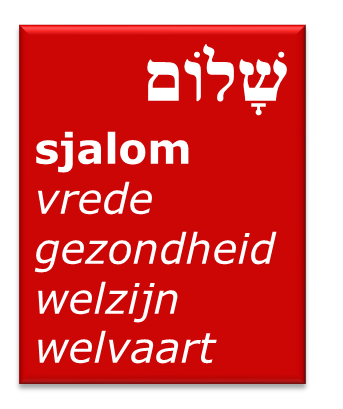 שָׁלוֹם
sjalom
vrede
gezondheid
welzijn
welvaart